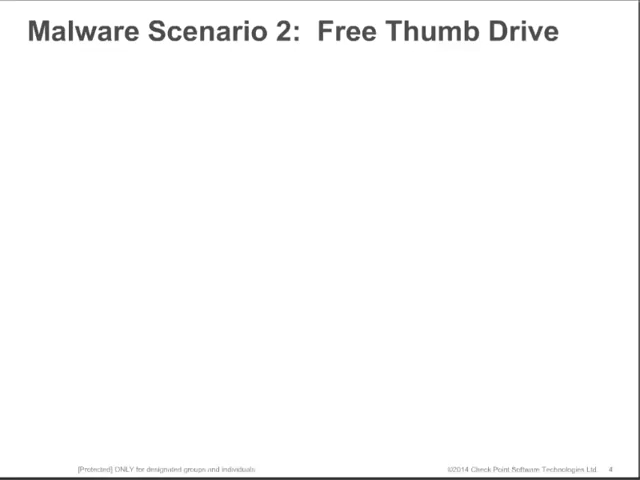 Malware Scenario 2: Free Thumb Drive
[Protected] ONLY for designated groups and individuals
©2014 Check Point Software Technologies Ltd. 4